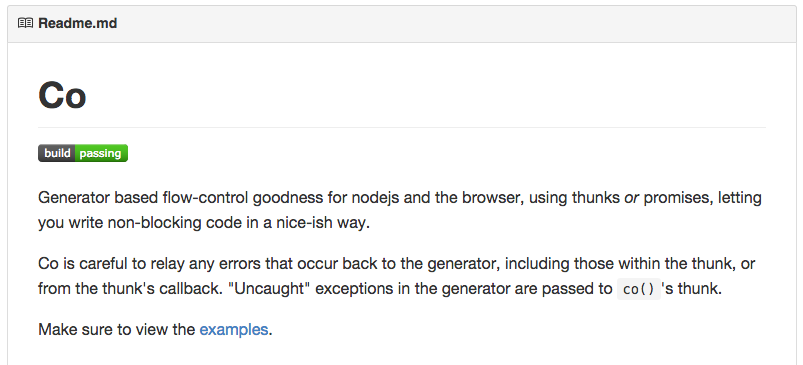 Readme.md
Co
build passing
Generator based flow-control goodness for nodejs and the browser, using thunks or promises, letting
you write non-blocking code in a nice-ish way.
Co is careful to relay any errors that occur back to the generator, including those within the thunk, or
from the thunk's callback. "Uncaught" exceptions in the generator are passed to co() 's thunk.
Make sure to view the examples.